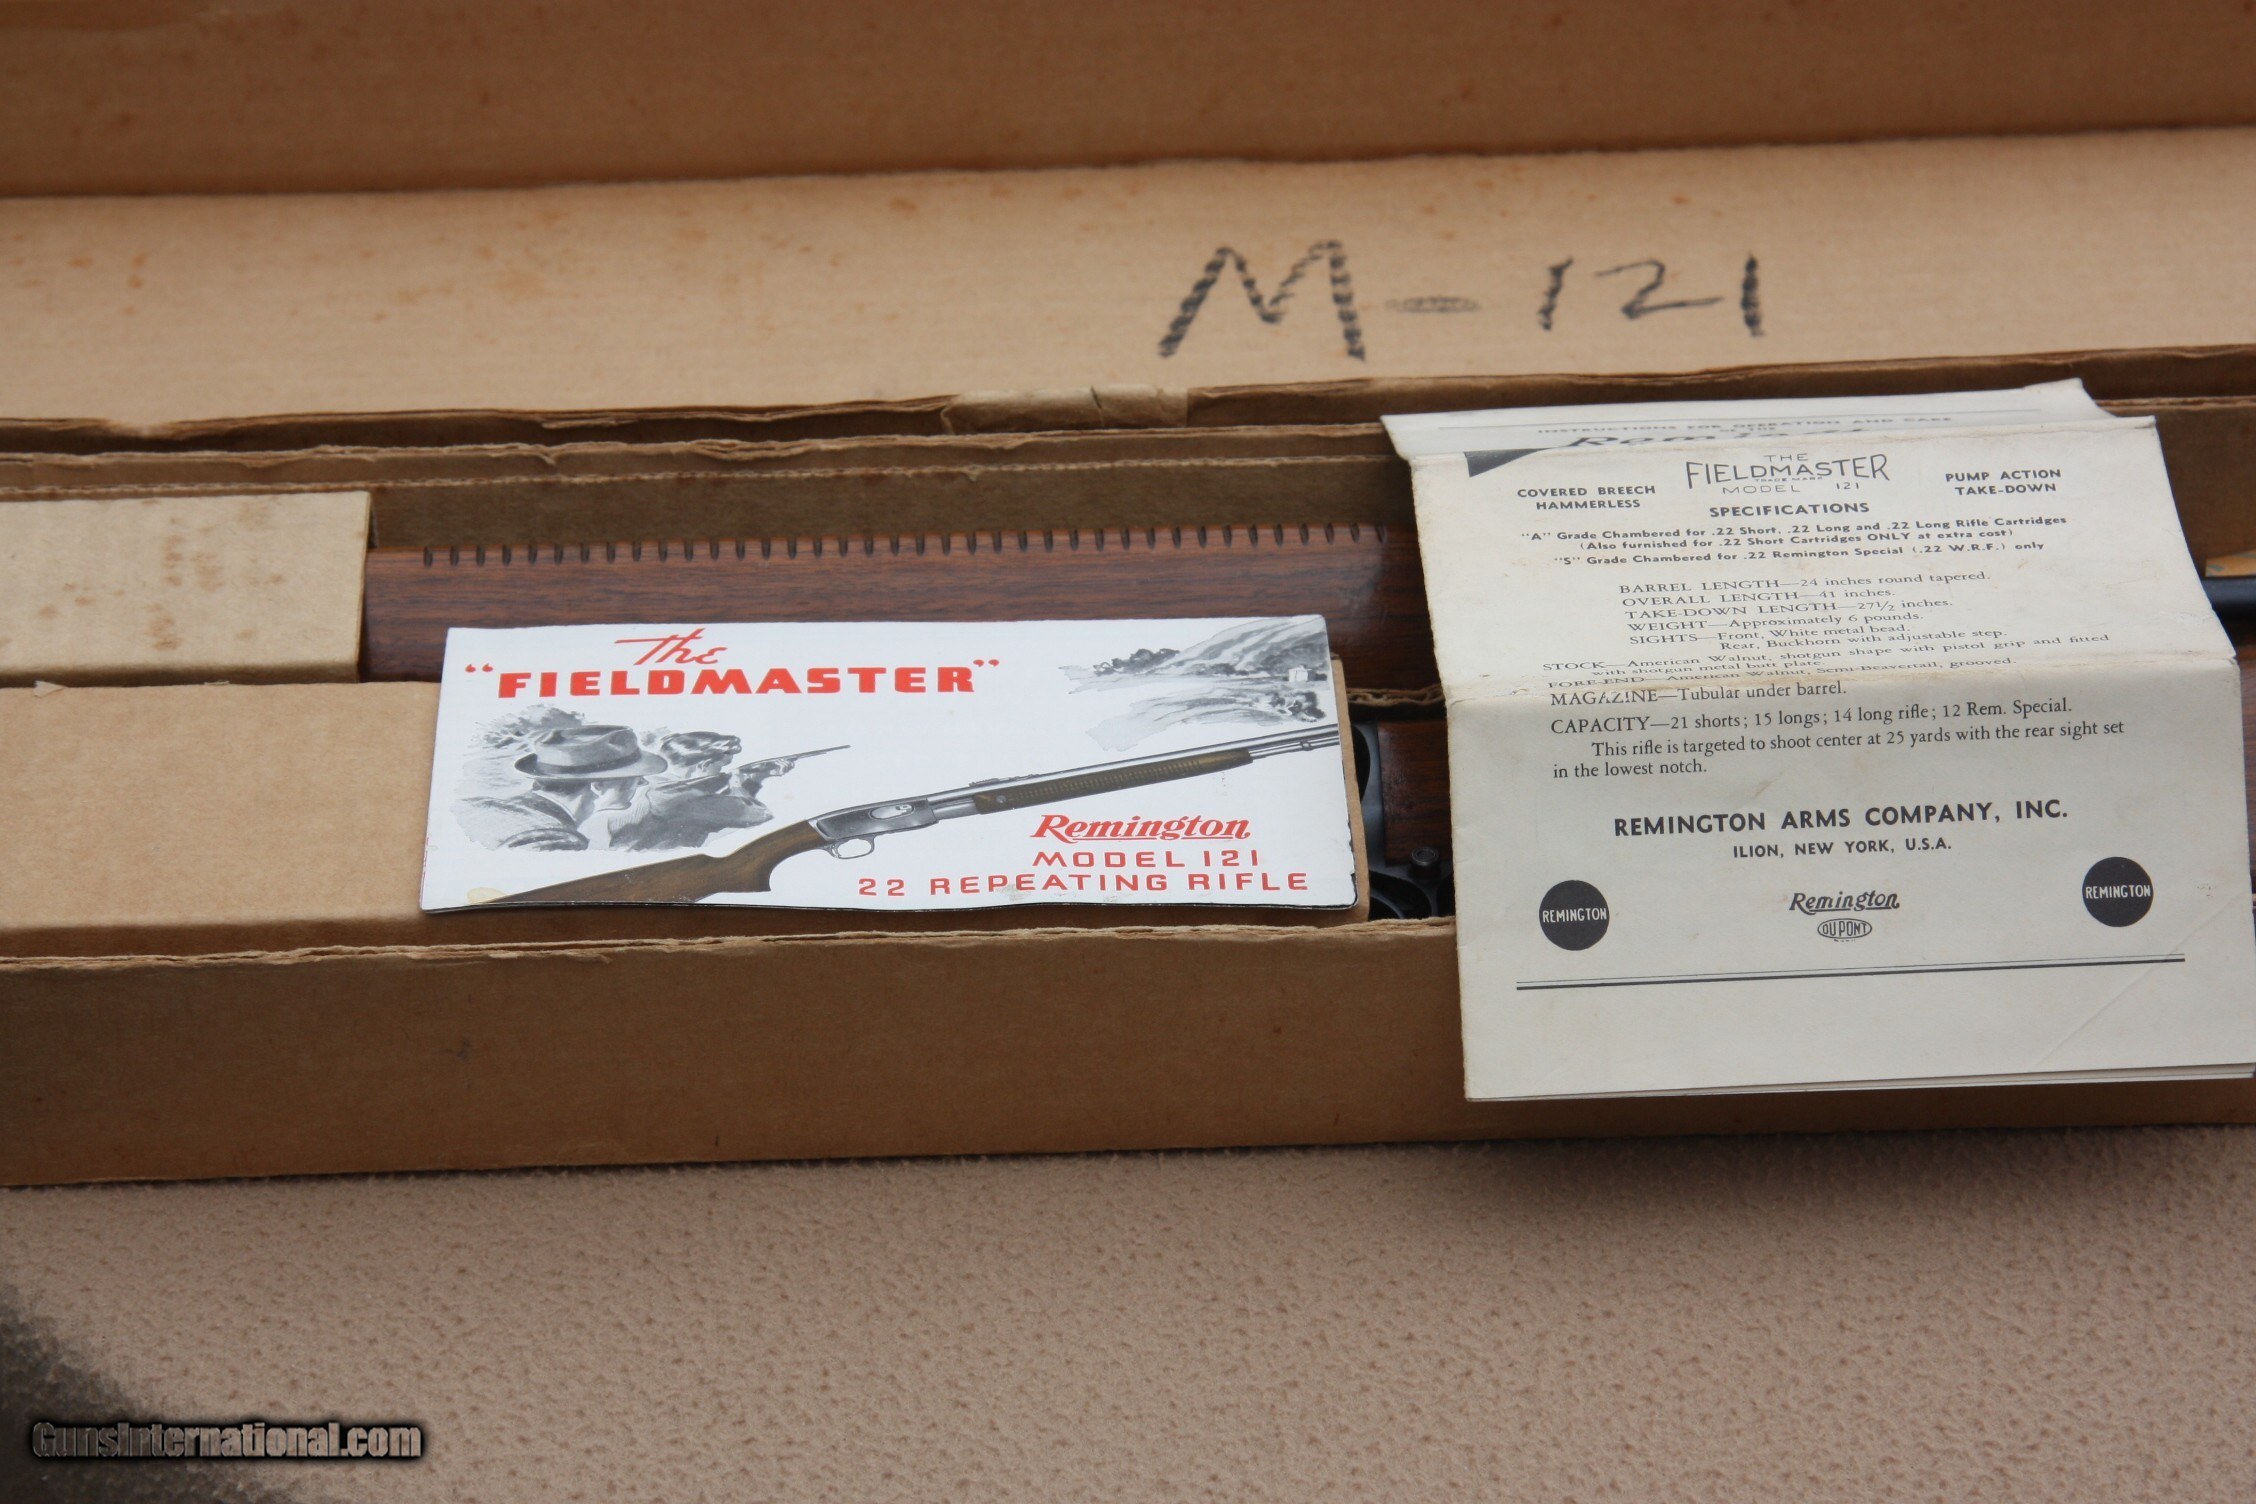 M-121
The
"FIELDMASTER"
Remington
MODEL 121
22 REPEATING RIFLE
INSTRUCTIONS FOR OPERATION AND CARE
THE
Remington
THE
FIELDMASTER
TRADE MARK
MODEL 121
COVERED BREECH
HAMMERLESS
PUMP ACTION
TAKE-DOWN
SPECIFICATIONS
"A" Grade Chambered for .22 Short, .22 Long and .22 Long Rifle Cartridges
(Also furnished for .22 Short Cartridges ONLY at extra cost)
"S" Grade Chambered for .22 Remington Special (.22 W.R.F.) only
BARREL LENGTH—24 inches round tapered.
OVERALL LENGTH—41 inches.
TAKE-DOWN LENGTH—27½ inches.
WEIGHT—Approximately 6 pounds.
SIGHTS—Front, White metal bead.
Rear, Buckhorn with adjustable step.
STOCK—American Walnut, shotgun shape with pistol grip and fitted
with shotgun metal butt plate.
FORE-END—American Walnut, Semi-Beavertail, grooved.
MAGAZINE—Tubular under barrel.
CAPACITY—21 shorts; 15 longs; 14 long rifle; 12 Rem. Special.
This rifle is targeted to shoot center at 25 yards with the rear sight set
in the lowest notch.
REMINGTON ARMS COMPANY, INC.
ILION, NEW YORK, U.S.A.
REMINGTON
Remington
DU PONT
REMINGTON
GunsInternational.com